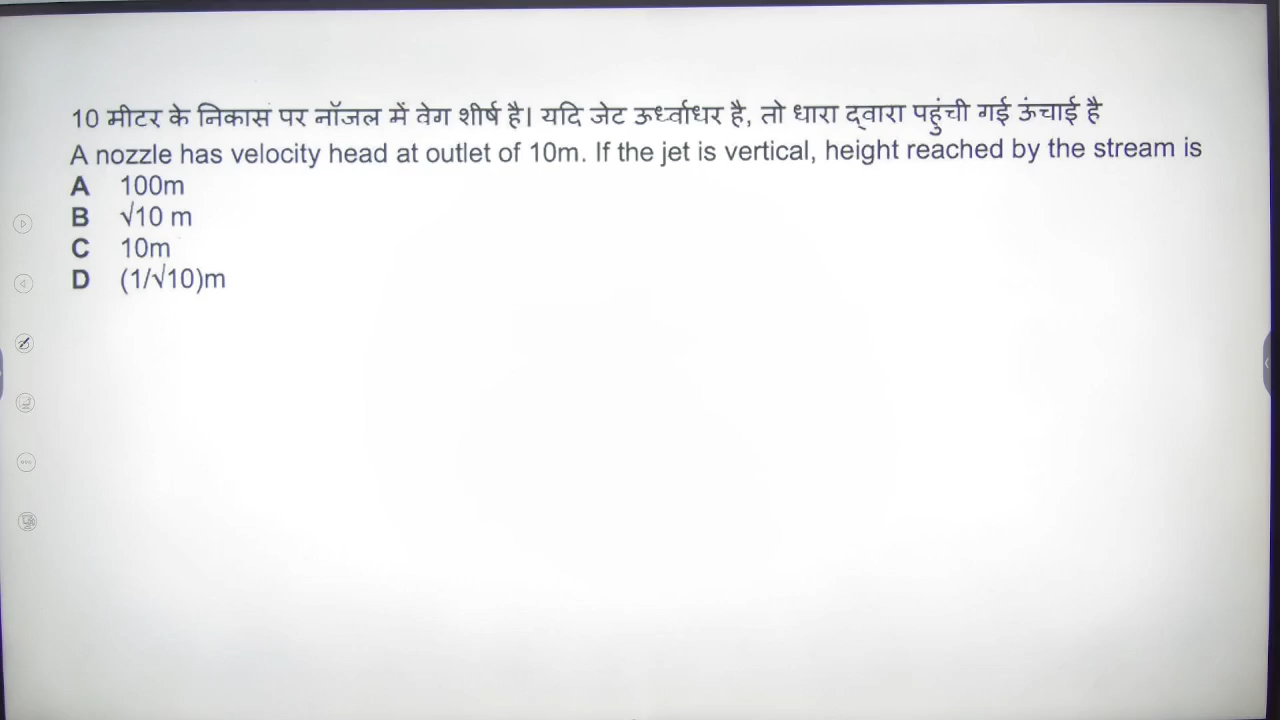 10 मीटर के निकास पर नॉजल में वेग शीर्ष है। यदि जेट ऊर्ध्वाधर है, तो धारा द्वारा पहुंची गई ऊंचाई है
A nozzle has velocity head at outlet of 10m. If the jet is vertical, height reached by the stream is
A 100m
B √10 m
C 10m
D (1/√10)m